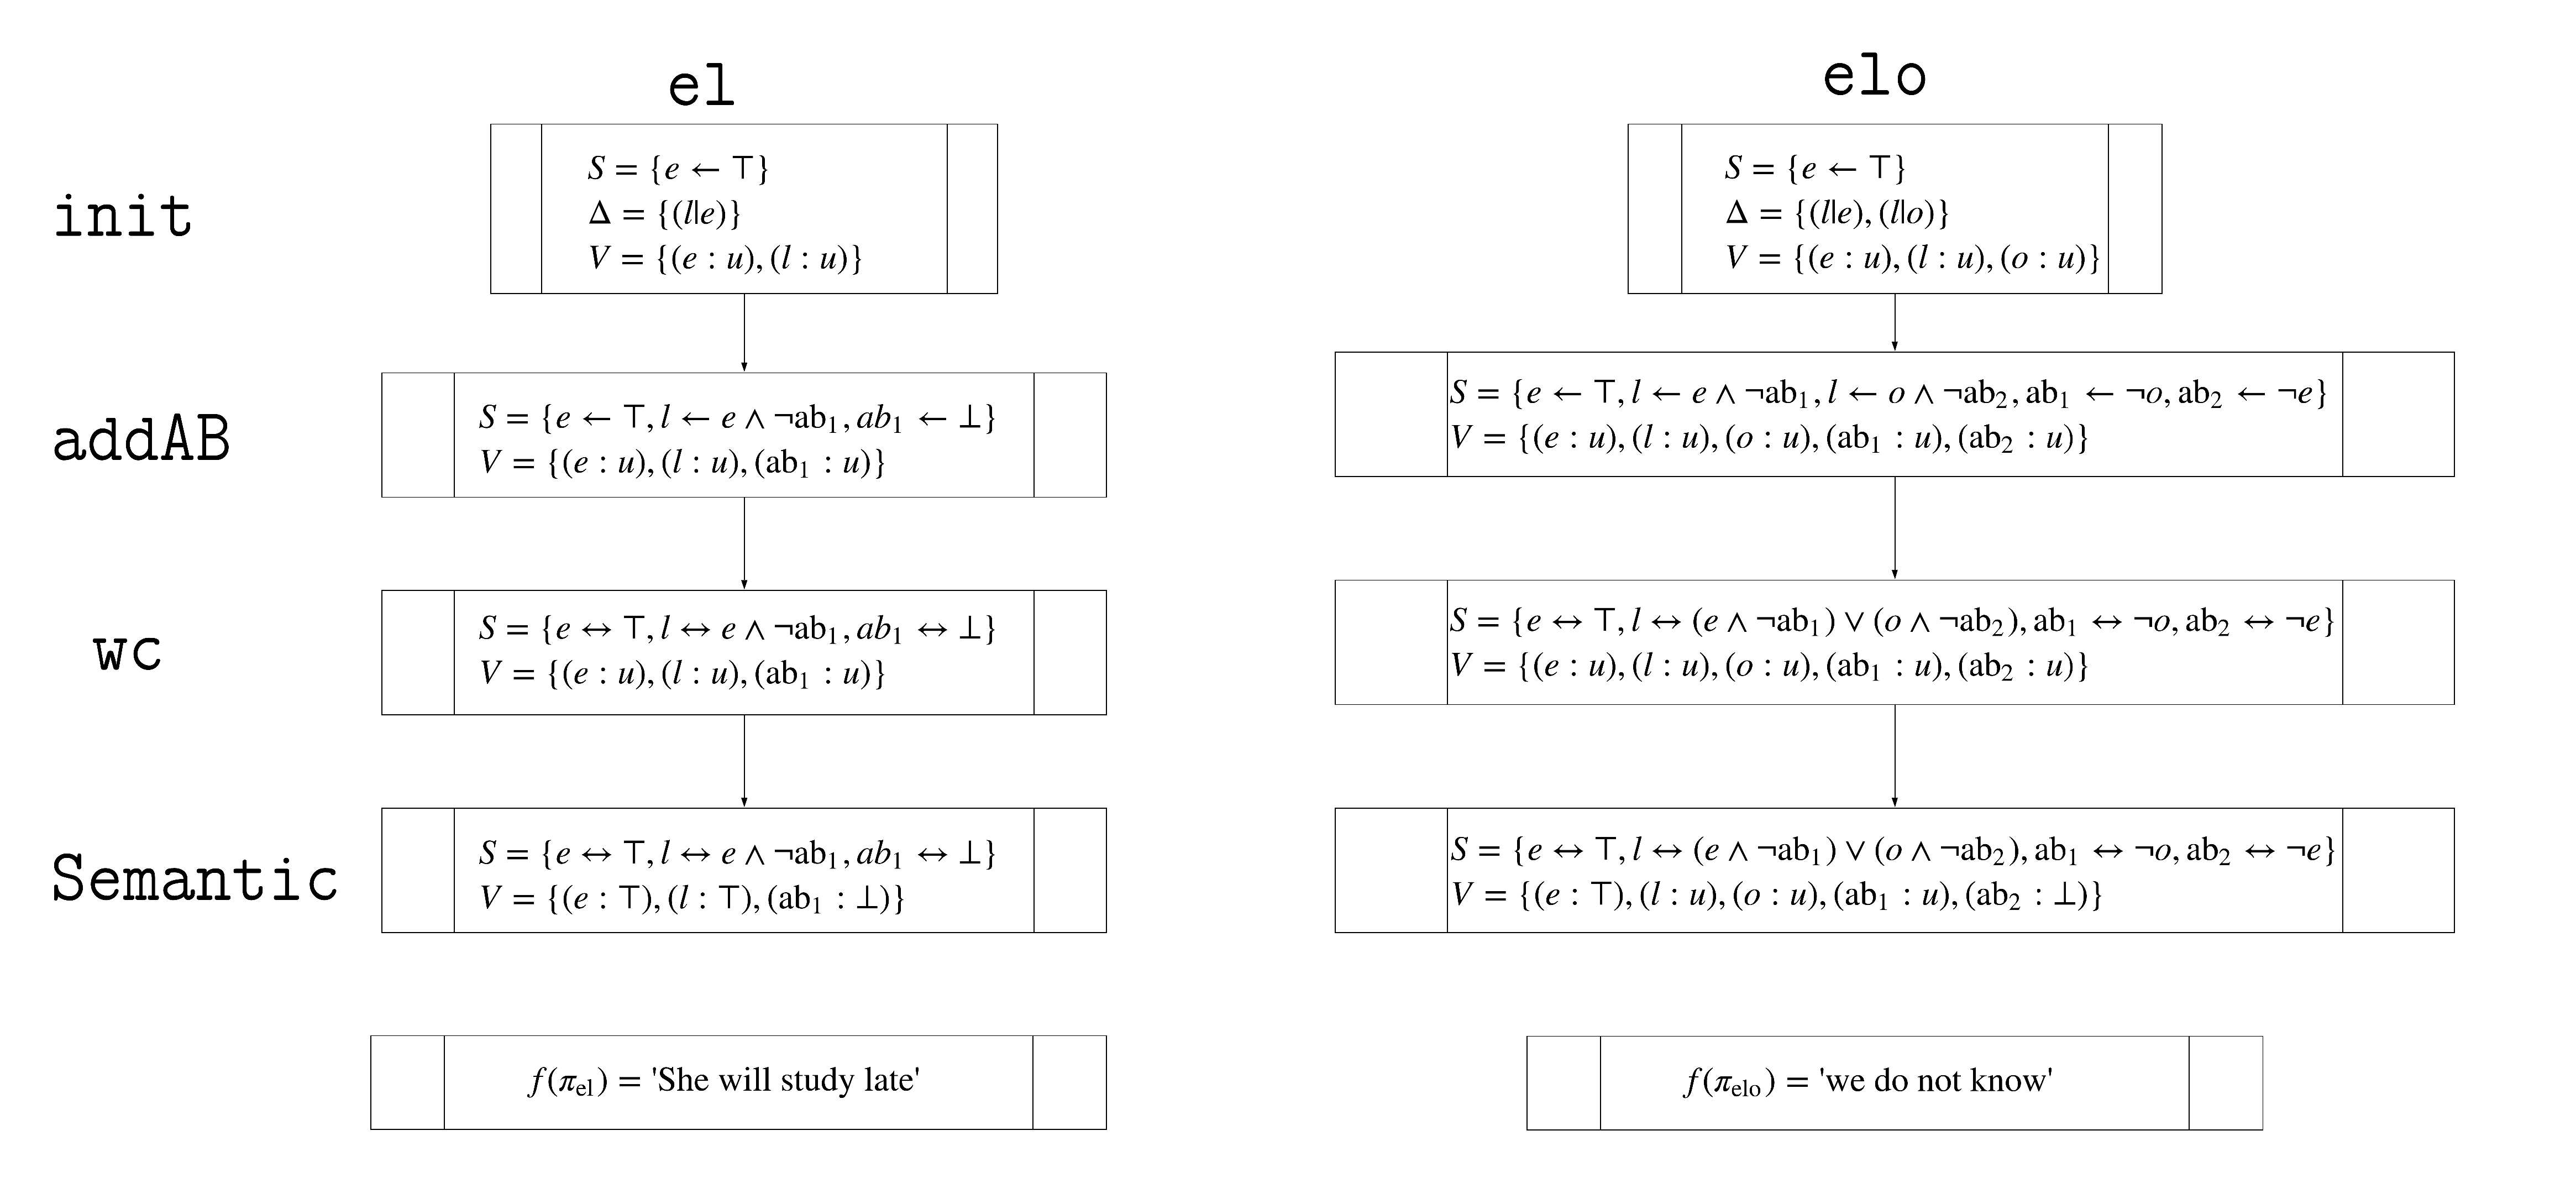 el
elo
init
S = {e ← ⊤}
Δ = {(l|e)}
V = {(e : u), (l : u)}
S = {e ← ⊤}
Δ = {(l|e), (l|o)}
V = {(e : u), (l : u), (o : u)}
addAB
S = {e ← ⊤, l ← e ∧ ¬ab₁, ab₁ ← ⊥}
V = {(e : u), (l : u), (ab₁ : u)}
S = {e ← ⊤, l ← e ∧ ¬ab₁, l ← o ∧ ¬ab₂, ab₁ ← ¬o, ab₂ ← ¬e}
V = {(e : u), (l : u), (o : u), (ab₁ : u), (ab₂ : u)}
wc
S = {e ↔ ⊤, l ↔ e ∧ ¬ab₁, ab₁ ↔ ⊥}
V = {(e : u), (l : u), (ab₁ : u)}
S = {e ↔ ⊤, l ↔ (e ∧ ¬ab₁) ∨ (o ∧ ¬ab₂), ab₁ ↔ ¬o, ab₂ ↔ ¬e}
V = {(e : u), (l : u), (o : u), (ab₁ : u), (ab₂ : u)}
Semantic
S = {e ↔ ⊤, l ↔ e ∧ ¬ab₁, ab₁ ↔ ⊥}
V = {(e : ⊤), (l : ⊤), (ab₁ : ⊥)}
S = {e ↔ ⊤, l ↔ (e ∧ ¬ab₁) ∨ (o ∧ ¬ab₂), ab₁ ↔ ¬o, ab₂ ↔ ¬e}
V = {(e : ⊤), (l : u), (o : u), (ab₁ : u), (ab₂ : ⊥)}
f(π_el) = 'She will study late'
f(π_elo) = 'we do not know'